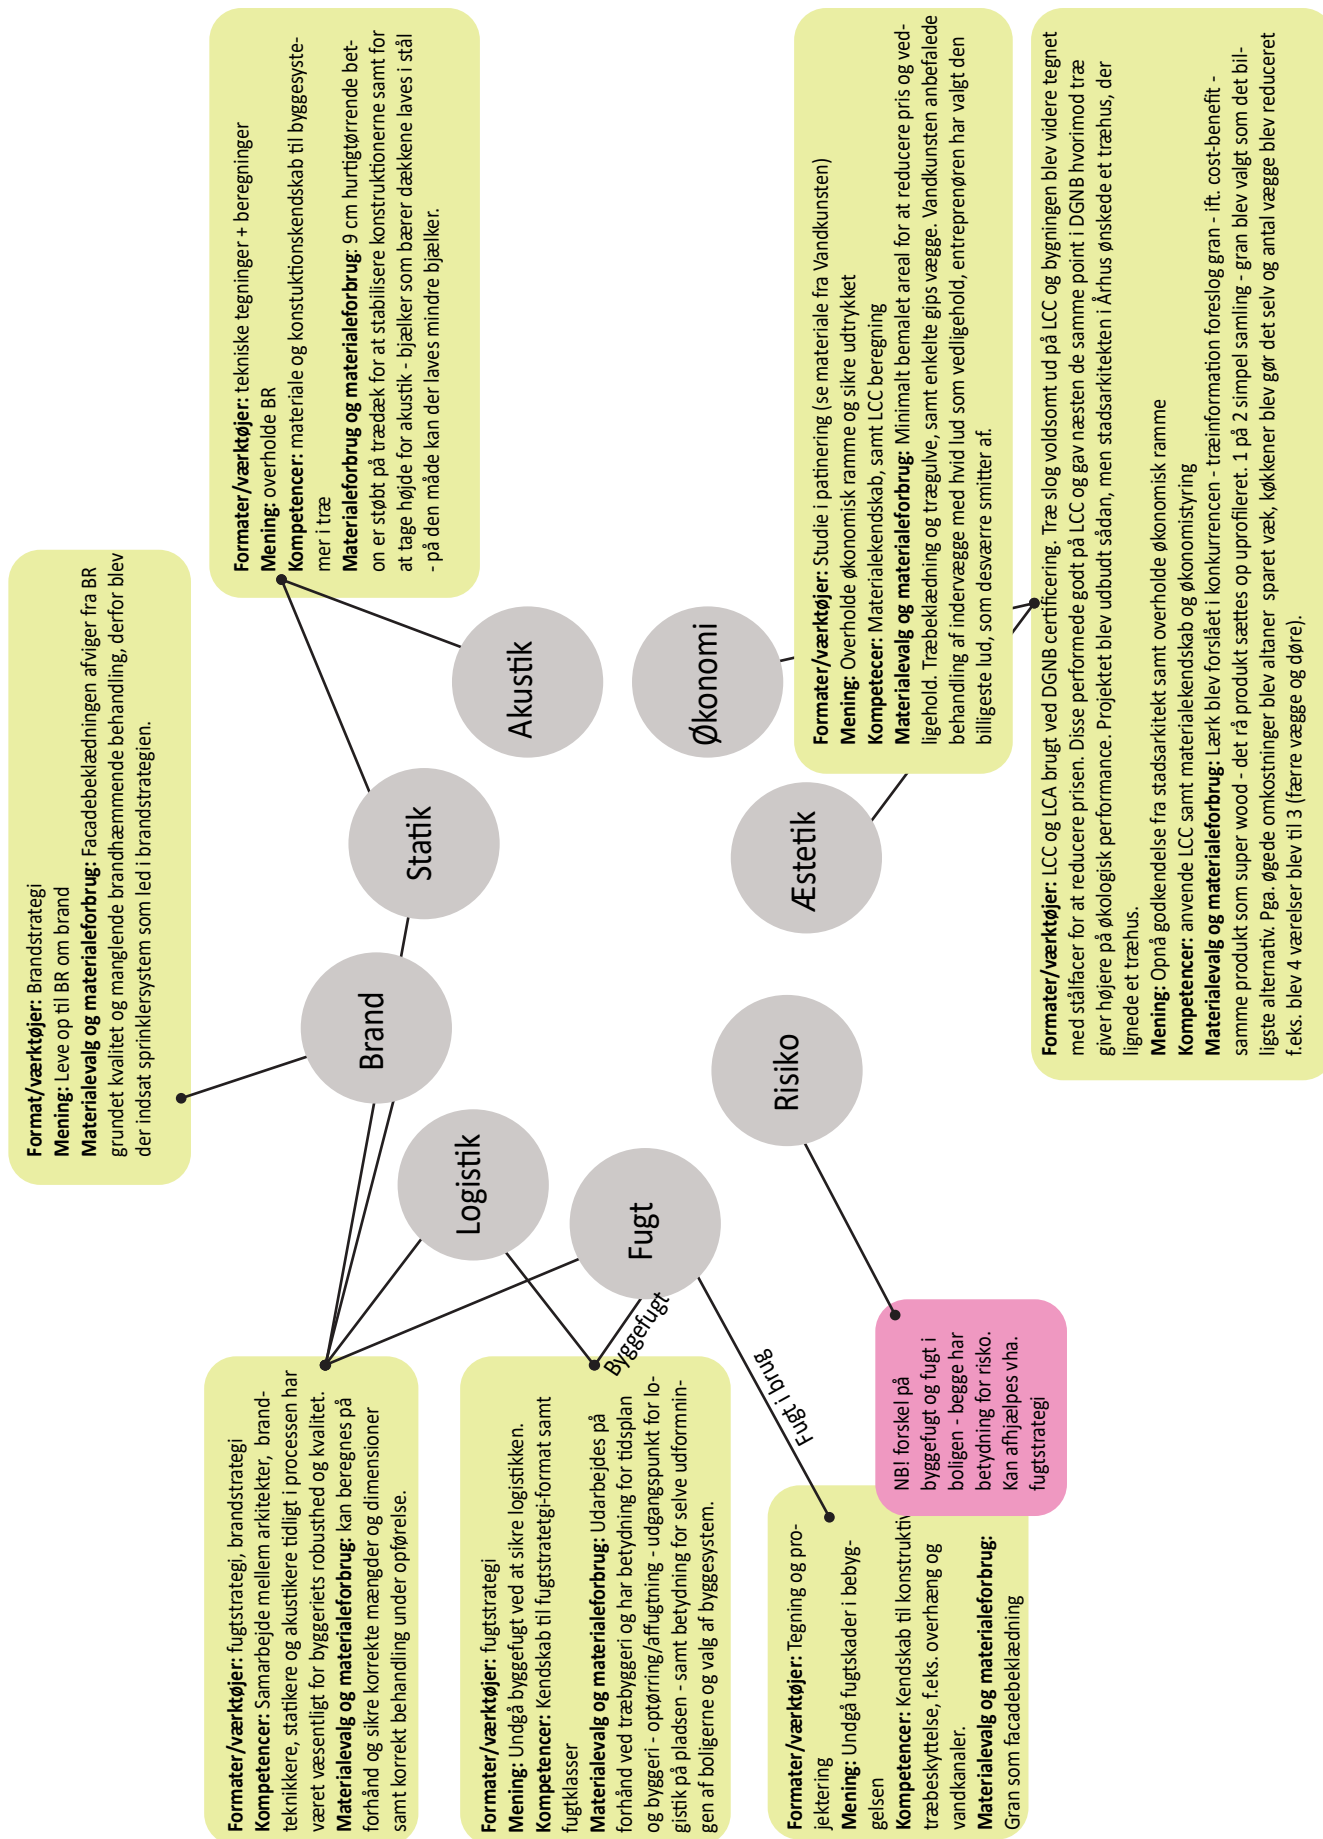 Formater/værktøjer: fugtstrategi, brandstrategi
Kompetencer: Samarbejde mellem arkitekter, brand-
teknikkere, statikere og akustikere tidligt i processen har
været væsentligt for byggeriets robusthed og kvalitet.
Materialevalg og materialeforbrug: kan beregnes på
forhånd og sikre korrekte mængder og dimensioner
samt korrekt behandling under opførelse.
Formater/værktøjer: fugtstrategi
Mening: Undgå byggefugt ved at sikre logistikken.
Kompetencer: Kendskab til fugtstratetgi-format samt
fugtklasser
Materialevalg og materialeforbrug: Udarbejdes på
forhånd ved træbyggeri og har betydning for tidsplan
og byggeri - optørring/affugtning - udgangspunkt for lo-
gistik på pladsen - samt betydning for selve udformnin-
gen af boligerne og valg af byggesystem.
Formater/værktøjer: Tegning og pro-
jektering
Mening: Undgå fugtskader i bebyg-
gelsen
Kompetencer: Kendskab til konstruktiv
træbeskyttelse, f.eks. overhæng og
vandkanaler.
Materialevalg og materialeforbrug:
Gran som facadebeklædning
NB! forskel på
byggefugt og fugt i
boligen - begge har
betydning for risko.
Kan afhjælpes vha.
fugtstrategi
Byggefugt
Fugt i brug
Logistik
Fugt
Risiko
Brand
Statik
Æstetik
Akustik
Økonomi
Format/værktøjer: Brandstrategi
Mening: Leve op til BR om brand
Materialevalg og materialeforbrug: Facadebeklædningen afviger fra BR
grundet kvalitet og manglende brandhæmmende behandling, derfor blev
der indsat sprinklersystem som led i brandstrategien.
Formater/værktøjer: tekniske tegninger + beregninger
Mening: overholde BR
Kompetencer: materiale og konstuktionskendskab til byggesyste-
mer i træ
Materialeforbrug og materialeforbrug: 9 cm hurtigtørrende bet-
on er støbt på trædæk for at stabilisere konstruktionerne samt for
at tage højde for akustik - bjælker som bærer dækkene laves i stål
- på den måde kan der laves mindre bjælker.
Formater/værktøjer: Studie i patinering (se materiale fra Vandkunsten)
Mening: Overholde økonomisk ramme og sikre udtrykket
Kompetecer: Materialekendskab, samt LCC beregning
Materialevalg og materialeforbrug: Minimalt bemalet areal for at reducere pris og ved-
ligehold. Træbeklædning og trægulve, samt enkelte gips vægge. Vandkunsten anbefalede
behandling af indervægge med hvid lud som vedligehold, entreprenøren har valgt den
billigeste lud, som desværre smitter af.
Formater/værktøjer: LCC og LCA brugt ved DGNB certificering. Træ slog voldsomt ud på LCC og bygningen blev videre tegnet
med stålfacer for at reducere prisen. Disse performede godt på LCC og gav næsten de samme point i DGNB hvorimod træ
giver højere på økologisk performance. Projektet blev udbudt sådan, men stadsarkitekten i Århus ønskede et træhus, der
lignede et træhus.
Mening: Opnå godkendelse fra stadsarkitekt samt overholde økonomisk ramme
Kompetencer: anvende LCC samt materialekendskab og økonomistyring
Materialevalg og materialeforbrug: Lærk blev forslået i konkurrencen - træinformation foreslog gran - ift. cost-benefit -
samme produkt som super wood - det rå produkt sættes op uprofileret. 1 på 2 simpel samling - gran blev valgt som det bil-
ligste alternativ. Pga. øgede omkostninger blev altaner sparet væk, køkkener blev gør det selv og antal vægge blev reduceret
f.eks. blev 4 værelser blev til 3 (færre vægge og døre).